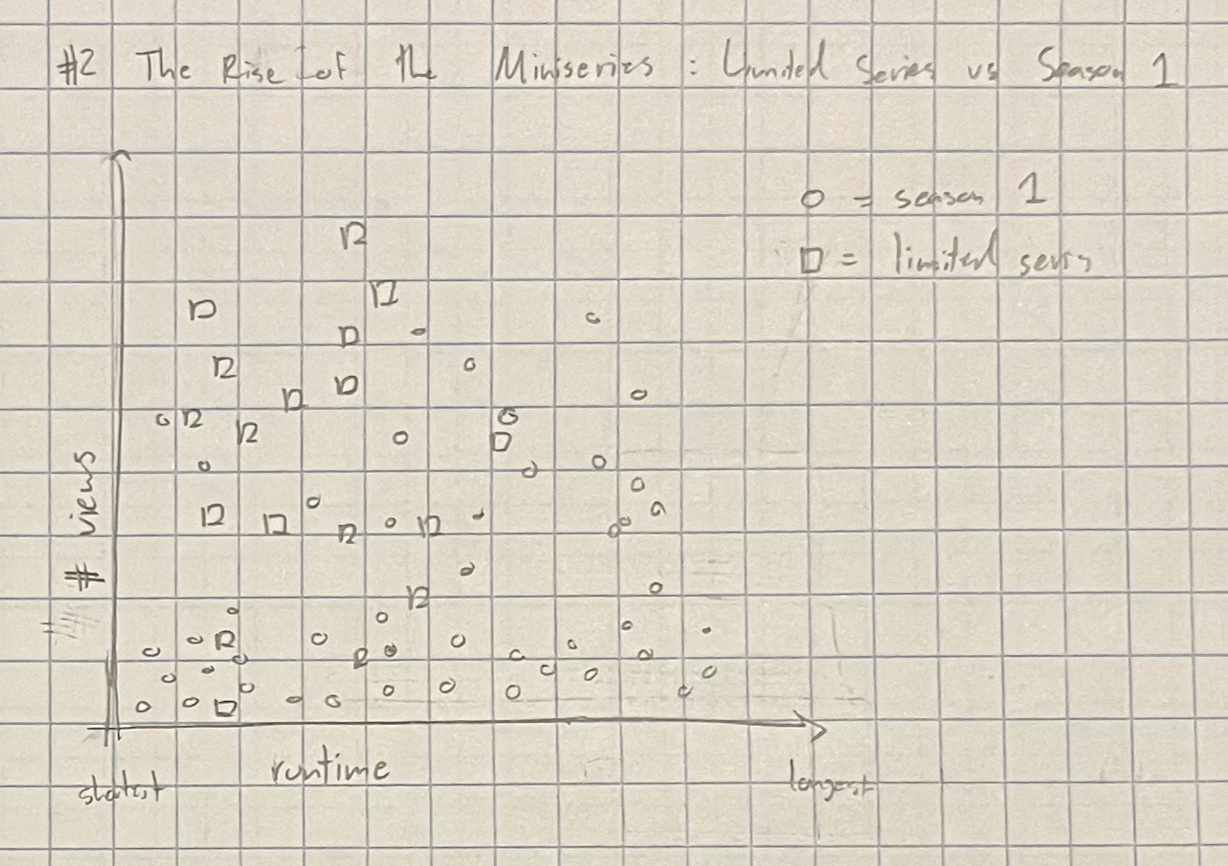 #2 The Rise of the Miniseries : Limited Series vs Season 1
o = season 1
□ = limited series
# views
runtime
shortest
longest